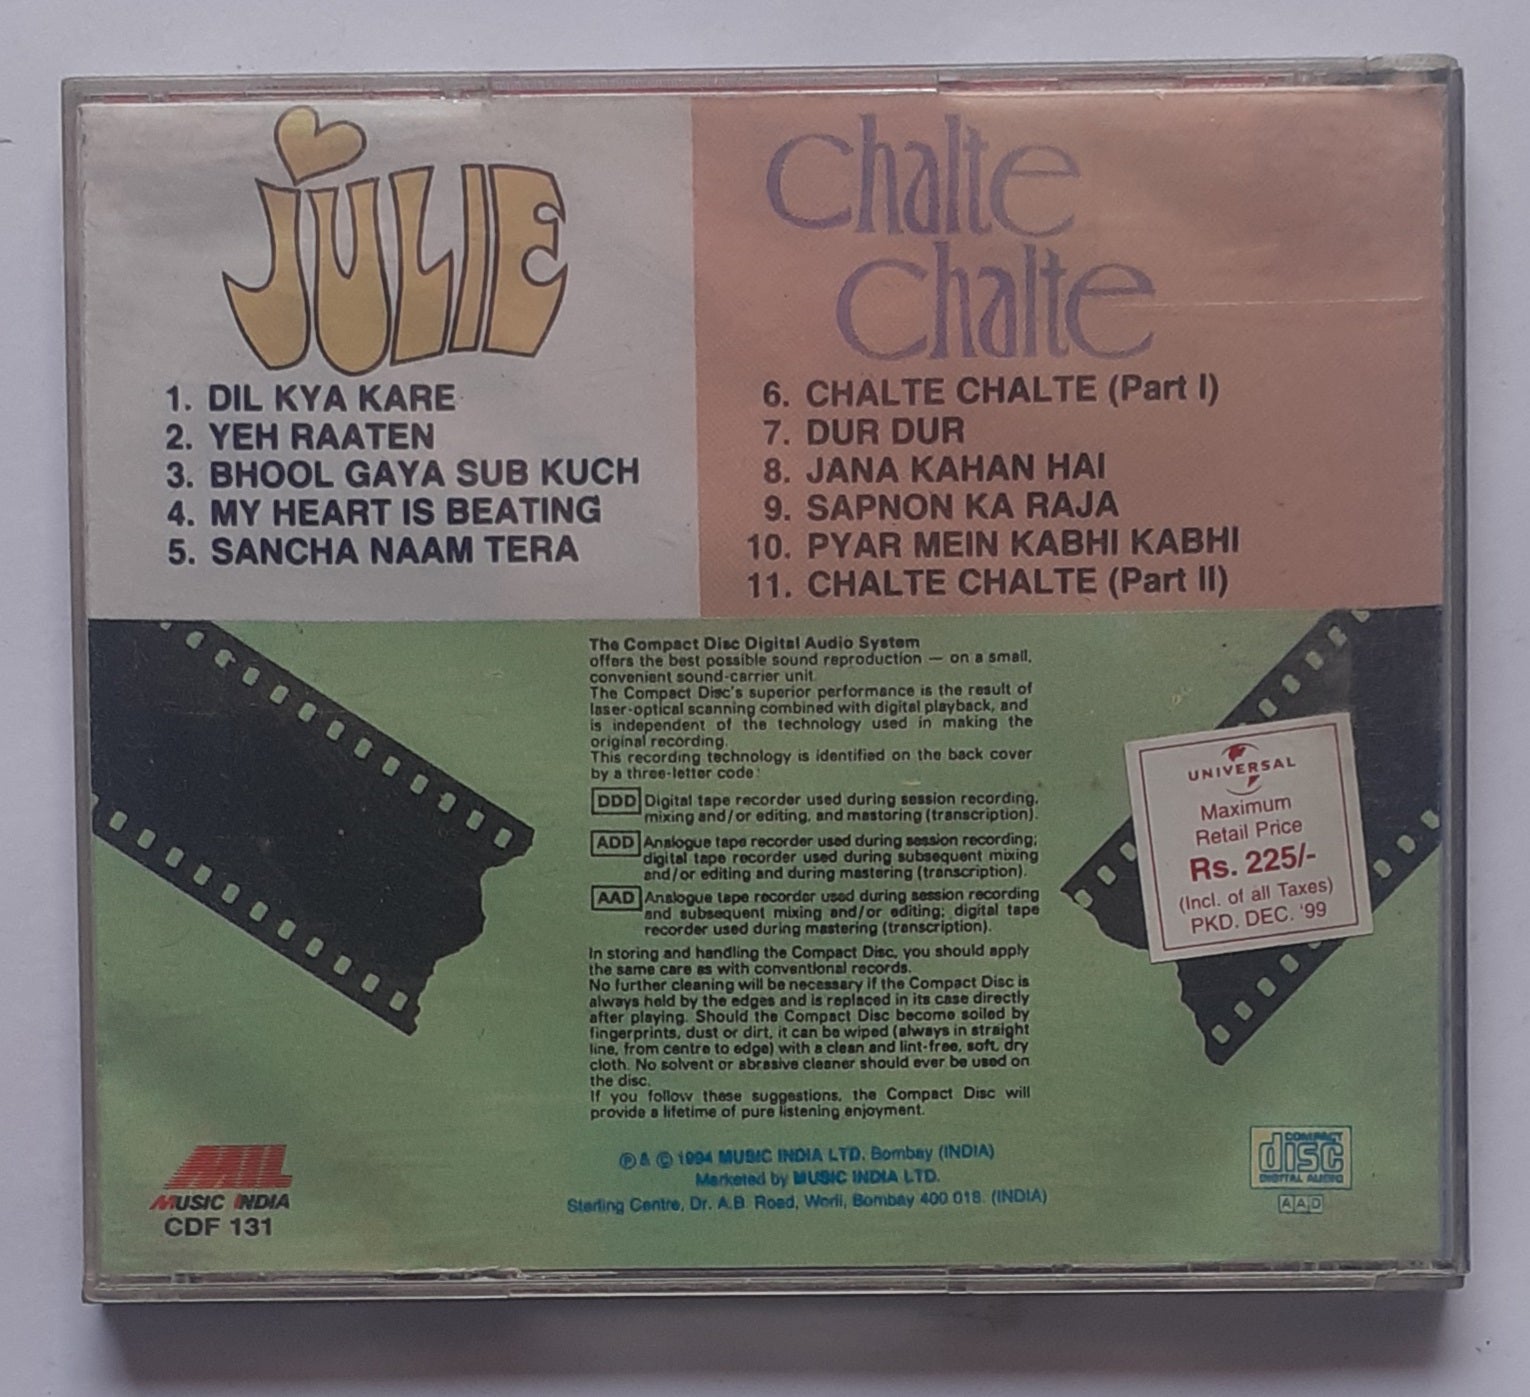 JULIE
1. DIL KYA KARE
2. YEH RAATEN
3. BHOOL GAYA SUB KUCH
4. MY HEART IS BEATING
5. SANCHA NAAM TERA
Chalte
Chalte
6. CHALTE CHALTE (Part I)
7. DUR DUR
8. JANA KAHAN HAI
9. SAPNON KA RAJA
10. PYAR MEIN KABHI KABHI
11. CHALTE CHALTE (Part II)
The Compact Disc Digital Audio System
offers the best possible sound reproduction — on a small,
convenient sound-carrier unit.
The Compact Disc's superior performance is the result of
laser-optical scanning combined with digital playback, and
is independent of the technology used in making the
original recording.
This recording technology is identified on the back cover
by a three-letter code:
DDD Digital tape recorder used during session recording,
mixing and/or editing, and mastering (transcription).
ADD Analogue tape recorder used during session recording;
digital tape recorder used during subsequent mixing
and/or editing and during mastering (transcription).
AAD Analogue tape recorder used during session recording
and subsequent mixing and/or editing; digital tape
recorder used during mastering (transcription).
In storing and handling the Compact Disc, you should apply
the same care as with conventional records.
No further cleaning will be necessary if the Compact Disc is
always held by the edges and is replaced in its case directly
after playing. Should the Compact Disc become soiled by
fingerprints, dust or dirt, it can be wiped (always in straight
line, from centre to edge) with a clean and lint-free, soft, dry
cloth. No solvent or abrasive cleaner should ever be used on
the disc.
If you follow these suggestions, the Compact Disc will
provide a lifetime of pure listening enjoyment.
UNIVERSAL
Maximum
Retail Price
Rs. 225/-
(Incl. of all Taxes)
PKD. DEC. '99
MIL
MUSIC INDIA
CDF 131
℗ & © 1994 MUSIC INDIA LTD. Bombay (INDIA)
Marketed by MUSIC INDIA LTD.
Sterling Centre, Dr. A.B. Road, Worli, Bombay 400 018. (INDIA)
COMPACT
disc
DIGITAL AUDIO
AAD